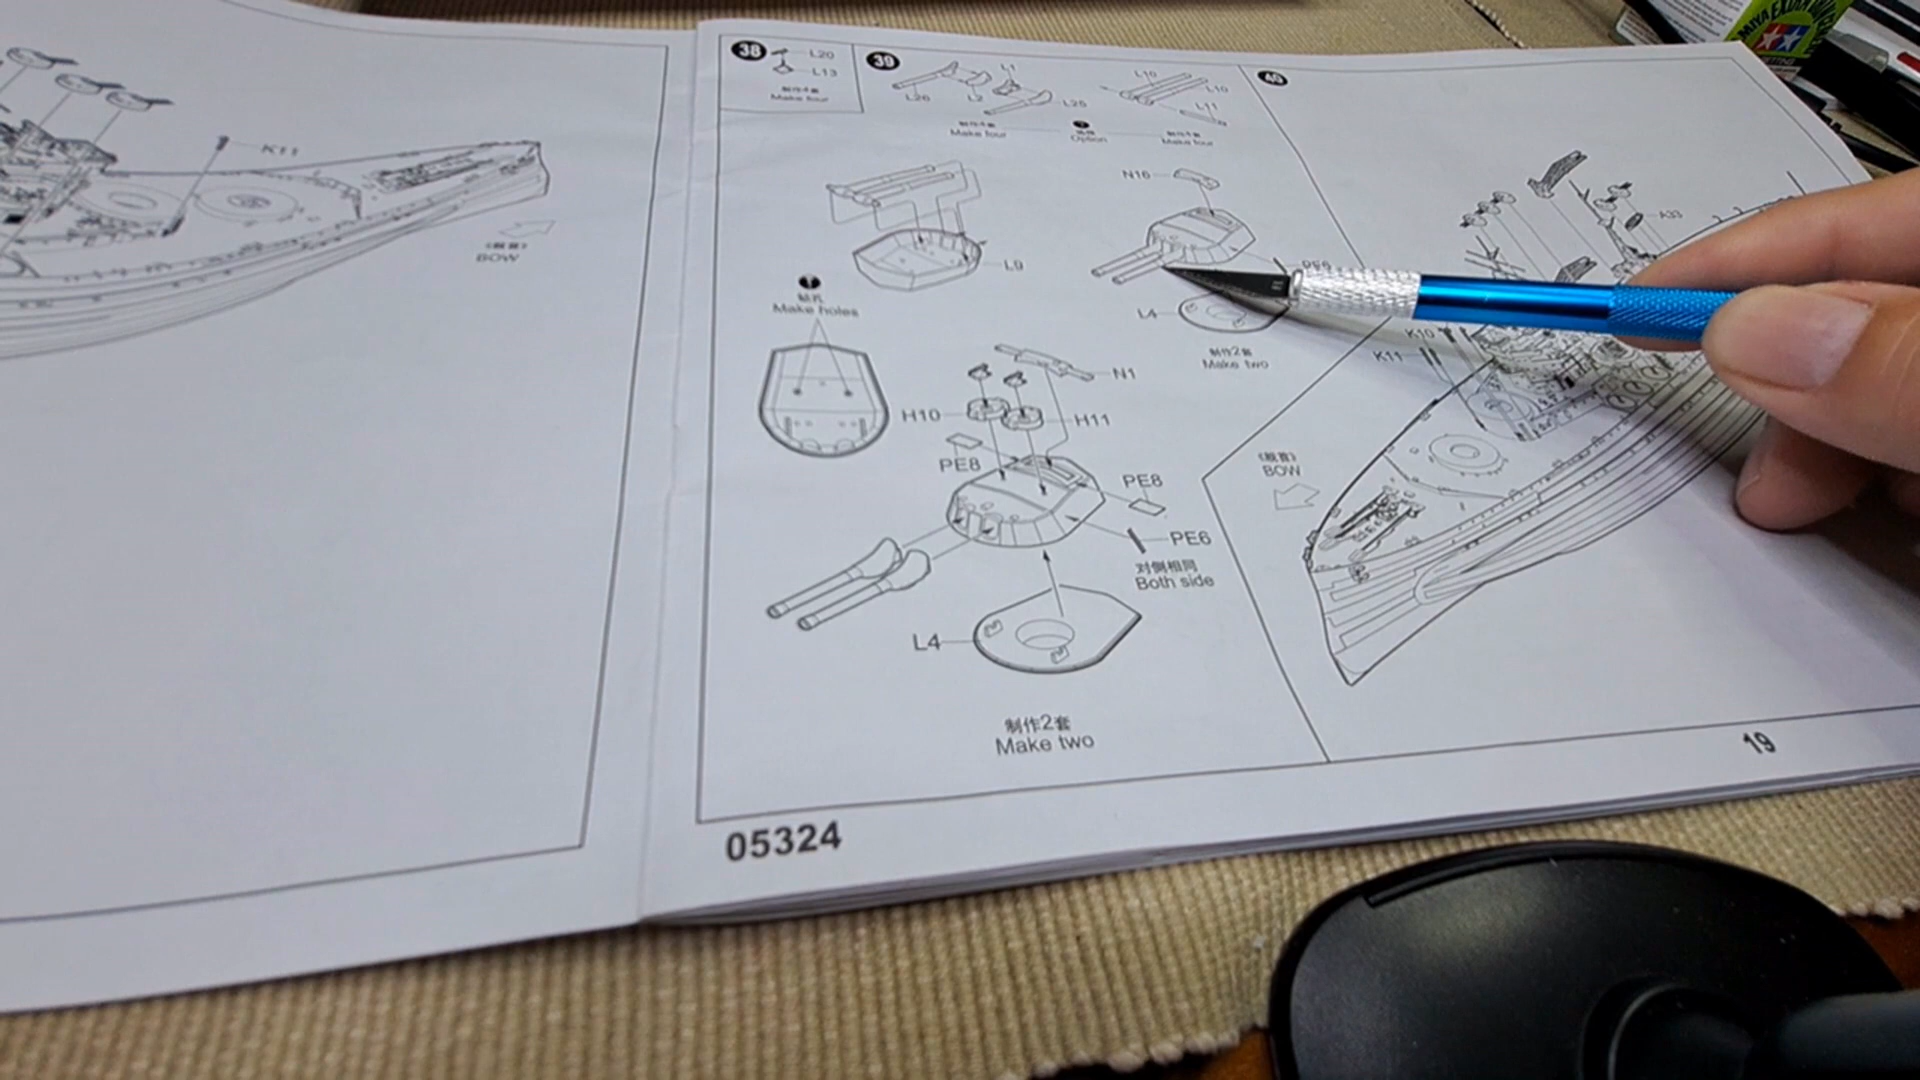 K11
BOW
38
L20
L13
Make four
39
L1
L26
L2
L25
Make four
Option
L10
L10
L11
Make four
40
N16
L9
PE6
L4
制作2套
Make two
Make holes
N1
H10
H11
PE8
PE8
PE6
对侧相同
Both side
L4
制作2套
Make two
A33
K10
K11
BOW
05324
19